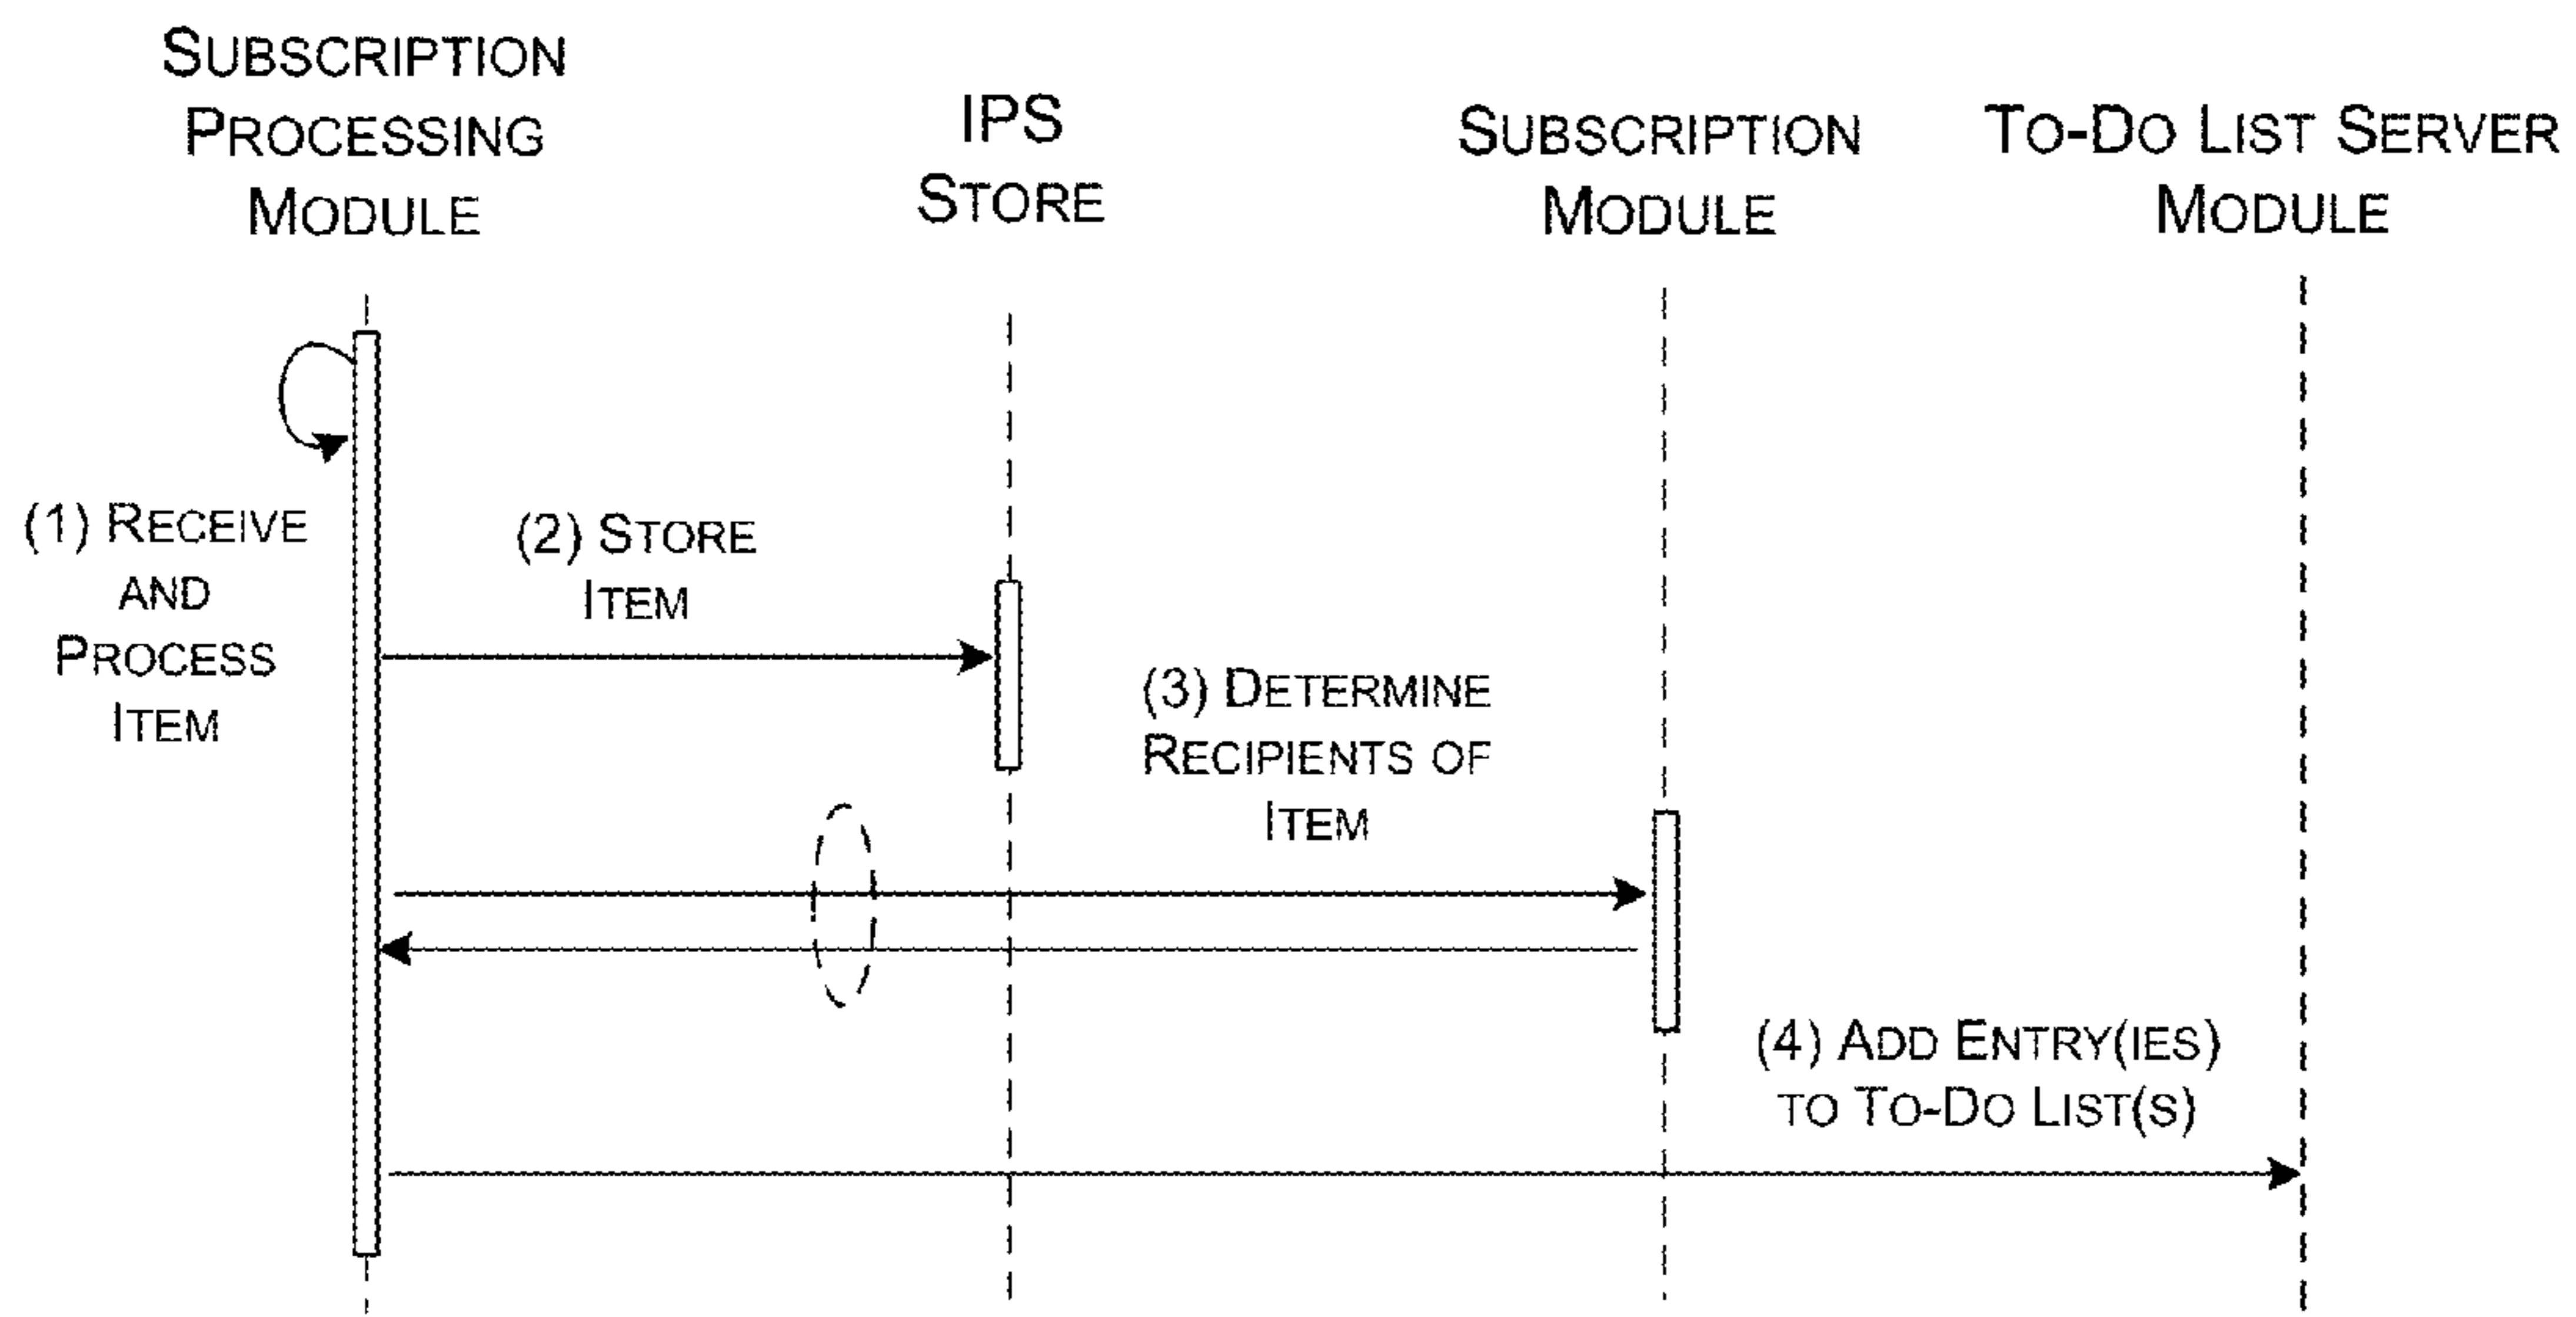 SUBSCRIPTION
PROCESSING
MODULE
IPS
STORE
SUBSCRIPTION
MODULE
TO-DO LIST SERVER
MODULE
(1) RECEIVE
AND
PROCESS
ITEM
(2) STORE
ITEM
(3) DETERMINE
RECIPIENTS OF
ITEM
(4) ADD ENTRY(IES)
TO TO-DO LIST(S)